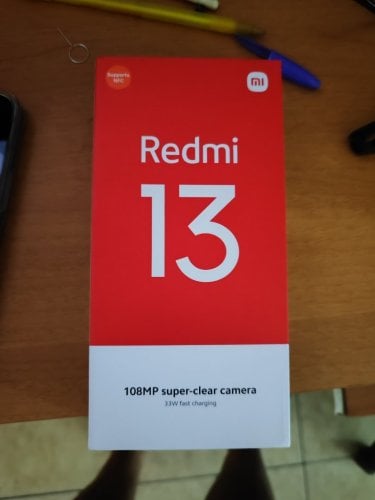 Supports
NFC
mi
Redmi
13
108MP super-clear camera
33W fast charging